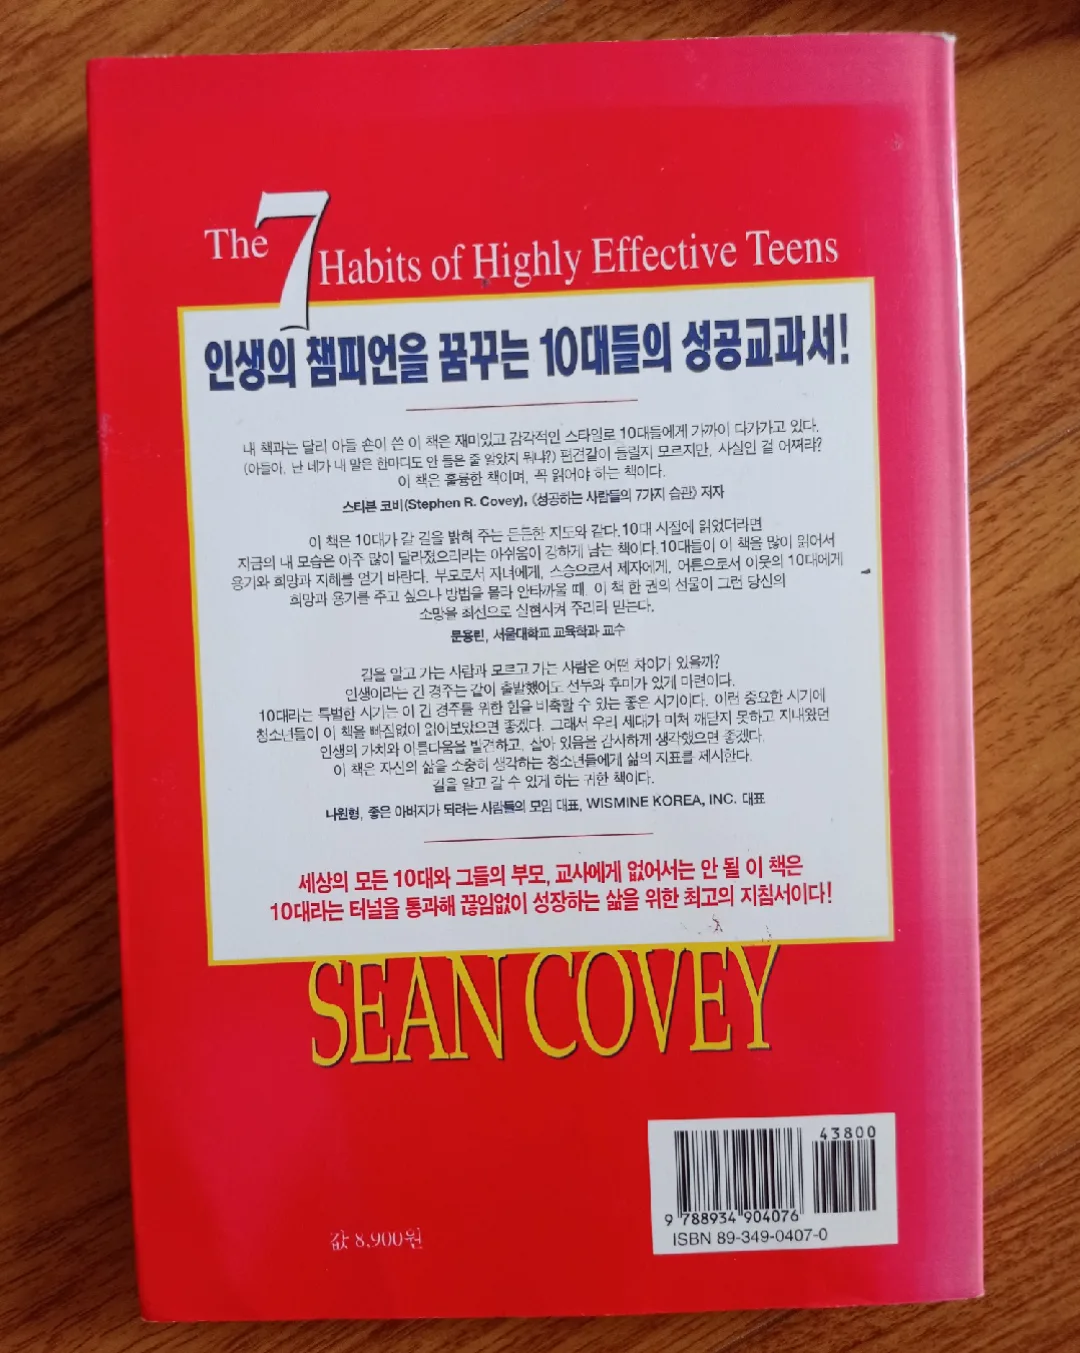 The 7 Habits of Highly Effective Teens
인생의 챔피언을 꿈꾸는 10대들의 성공교과서!
내 책과는 달리 아들 숀이 쓴 이 책은 재미있고 감각적인 스타일로 10대들에게 가까이 다가가고 있다.
(아들아, 난 네가 내 말은 한마디도 안 들은 줄 알았지 뭐냐?) 편견같이 들릴지 모르지만, 사실인 걸 어쩌랴?
이 책은 훌륭한 책이며, 꼭 읽어야 하는 책이다.
스티븐 코비(Stephen R. Covey), 《성공하는 사람들의 7가지 습관》 저자
이 책은 10대가 갈 길을 밝혀 주는 든든한 지도와 같다. 10대 시절에 읽었더라면
지금의 내 모습은 아주 많이 달라졌으리라는 아쉬움이 강하게 남는 책이다. 10대들이 이 책을 많이 읽어서
용기와 희망과 지혜를 얻기 바란다. 부모로서 자녀에게, 스승으로서 제자에게, 어른으로서 이웃의 10대에게
희망과 용기를 주고 싶으나 방법을 몰라 안타까울 때, 이 책 한 권의 선물이 그런 당신의
소망을 최선으로 실현시켜 주리라 믿는다.
문용린, 서울대학교 교육학과 교수
길을 알고 가는 사람과 모르고 가는 사람은 어떤 차이가 있을까?
인생이라는 긴 경주는 같이 출발했어도 선두와 후미가 있게 마련이다.
10대라는 특별한 시기는 이 긴 경주를 위한 힘을 비축할 수 있는 좋은 시기이다. 이런 중요한 시기에
청소년들이 이 책을 빠짐없이 읽어보았으면 좋겠다. 그래서 우리 세대가 미처 깨닫지 못하고 지내왔던
인생의 가치와 아름다움을 발견하고, 살아 있음을 감사하게 생각했으면 좋겠다.
이 책은 자신의 삶을 소중히 생각하는 청소년들에게 삶의 지표를 제시한다.
길을 알고 갈 수 있게 하는 귀한 책이다.
나원형, 좋은 아버지가 되려는 사람들의 모임 대표, WISMINE KOREA, INC. 대표
세상의 모든 10대와 그들의 부모, 교사에게 없어서는 안 될 이 책은
10대라는 터널을 통과해 끊임없이 성장하는 삶을 위한 최고의 지침서이다!
SEAN COVEY
43800
9 788934 904076
ISBN 89-349-0407-0
값 8,900원